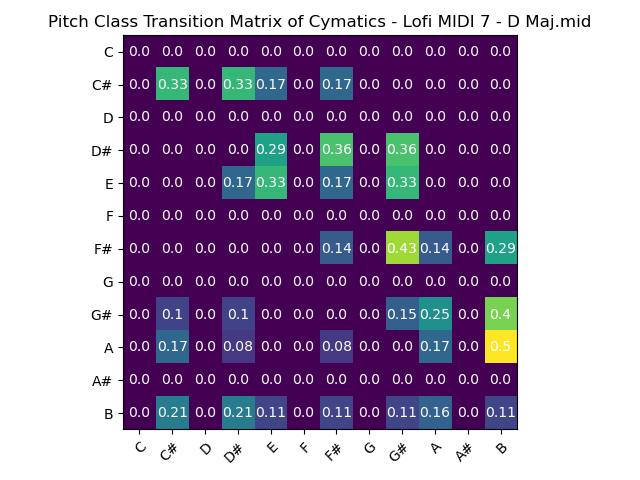 Pitch Class Transition Matrix of Cymatics - Lofi MIDI 7 - D Maj.mid
C 0.0 0.0 0.0 0.0 0.0 0.0 0.0 0.0 0.0 0.0 0.0 0.0
C# 0.0 0.33 0.0 0.33 0.17 0.0 0.17 0.0 0.0 0.0 0.0 0.0
D 0.0 0.0 0.0 0.0 0.0 0.0 0.0 0.0 0.0 0.0 0.0 0.0
D# 0.0 0.0 0.0 0.0 0.29 0.0 0.36 0.0 0.36 0.0 0.0 0.0
E 0.0 0.0 0.0 0.17 0.33 0.0 0.17 0.0 0.33 0.0 0.0 0.0
F 0.0 0.0 0.0 0.0 0.0 0.0 0.0 0.0 0.0 0.0 0.0 0.0
F# 0.0 0.0 0.0 0.0 0.0 0.0 0.14 0.0 0.43 0.14 0.0 0.29
G 0.0 0.0 0.0 0.0 0.0 0.0 0.0 0.0 0.0 0.0 0.0 0.0
G# 0.0 0.1 0.0 0.1 0.0 0.0 0.0 0.0 0.15 0.25 0.0 0.4
A 0.0 0.17 0.0 0.08 0.0 0.0 0.08 0.0 0.0 0.17 0.0 0.5
A# 0.0 0.0 0.0 0.0 0.0 0.0 0.0 0.0 0.0 0.0 0.0 0.0
B 0.0 0.21 0.0 0.21 0.11 0.0 0.11 0.0 0.11 0.16 0.0 0.11
C C# D D# E F F# G G# A A# B